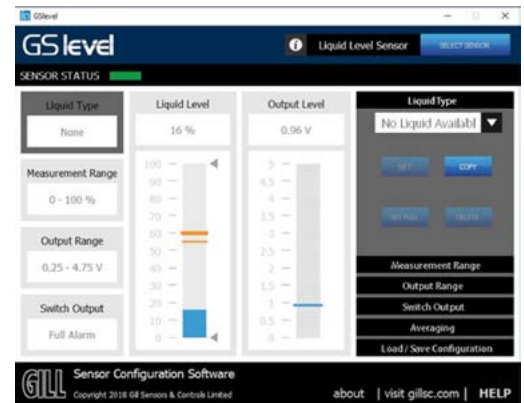 GSlevel
GS level
Liquid Level Sensor
SELECT SENSOR
SENSOR STATUS
Liquid Type
None
Measurement Range
0 - 100 %
Output Range
0.25 - 4.75 V
Switch Output
Full Alarm
Liquid Level
16 %
100
90
80
70
60
50
40
30
20
10
0
Output Level
0.96 V
5
4.5
4
3.5
3
2.5
2
1.5
1
0.5
0
Liquid Type
No Liquid Availabl
SET
COPY
SET FULL
DELETE
Measurement Range
Output Range
Switch Output
Averaging
Load / Save Configuration
GILL
Sensor Configuration Software
Copyright 2018 Gill Sensors & Controls Limited
about | visit gillsc.com | HELP